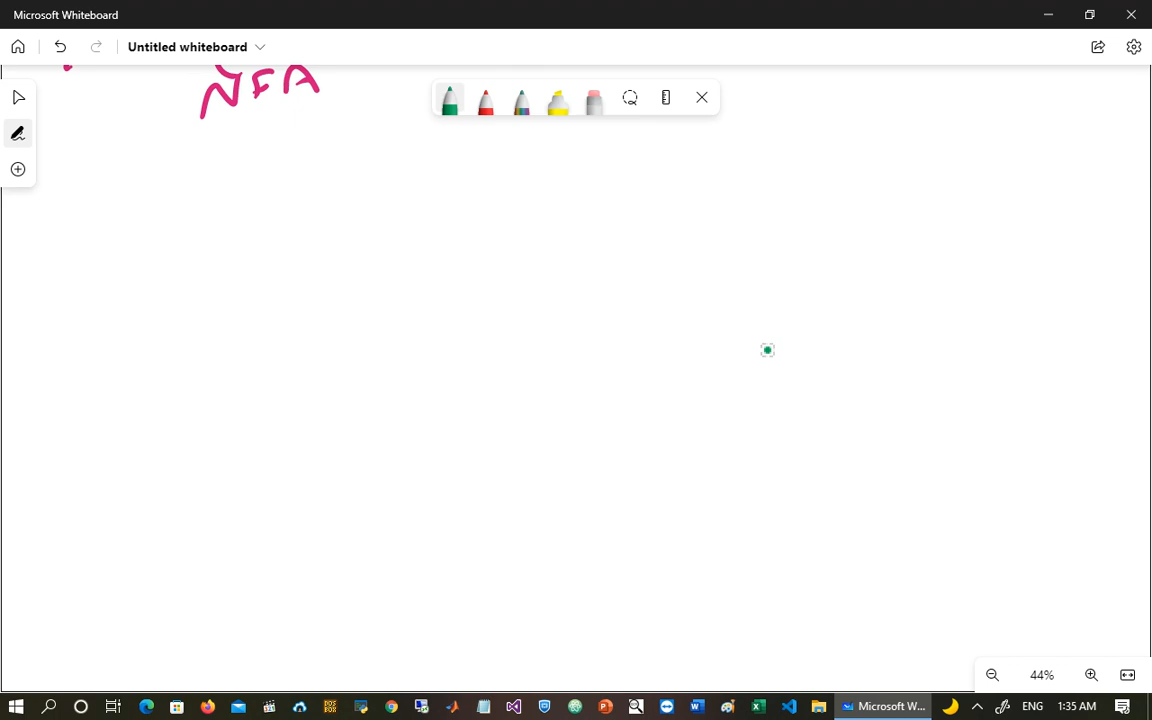 Microsoft Whiteboard
Untitled whiteboard
NFA
44%
Microsoft W...
ENG
1:35 AM